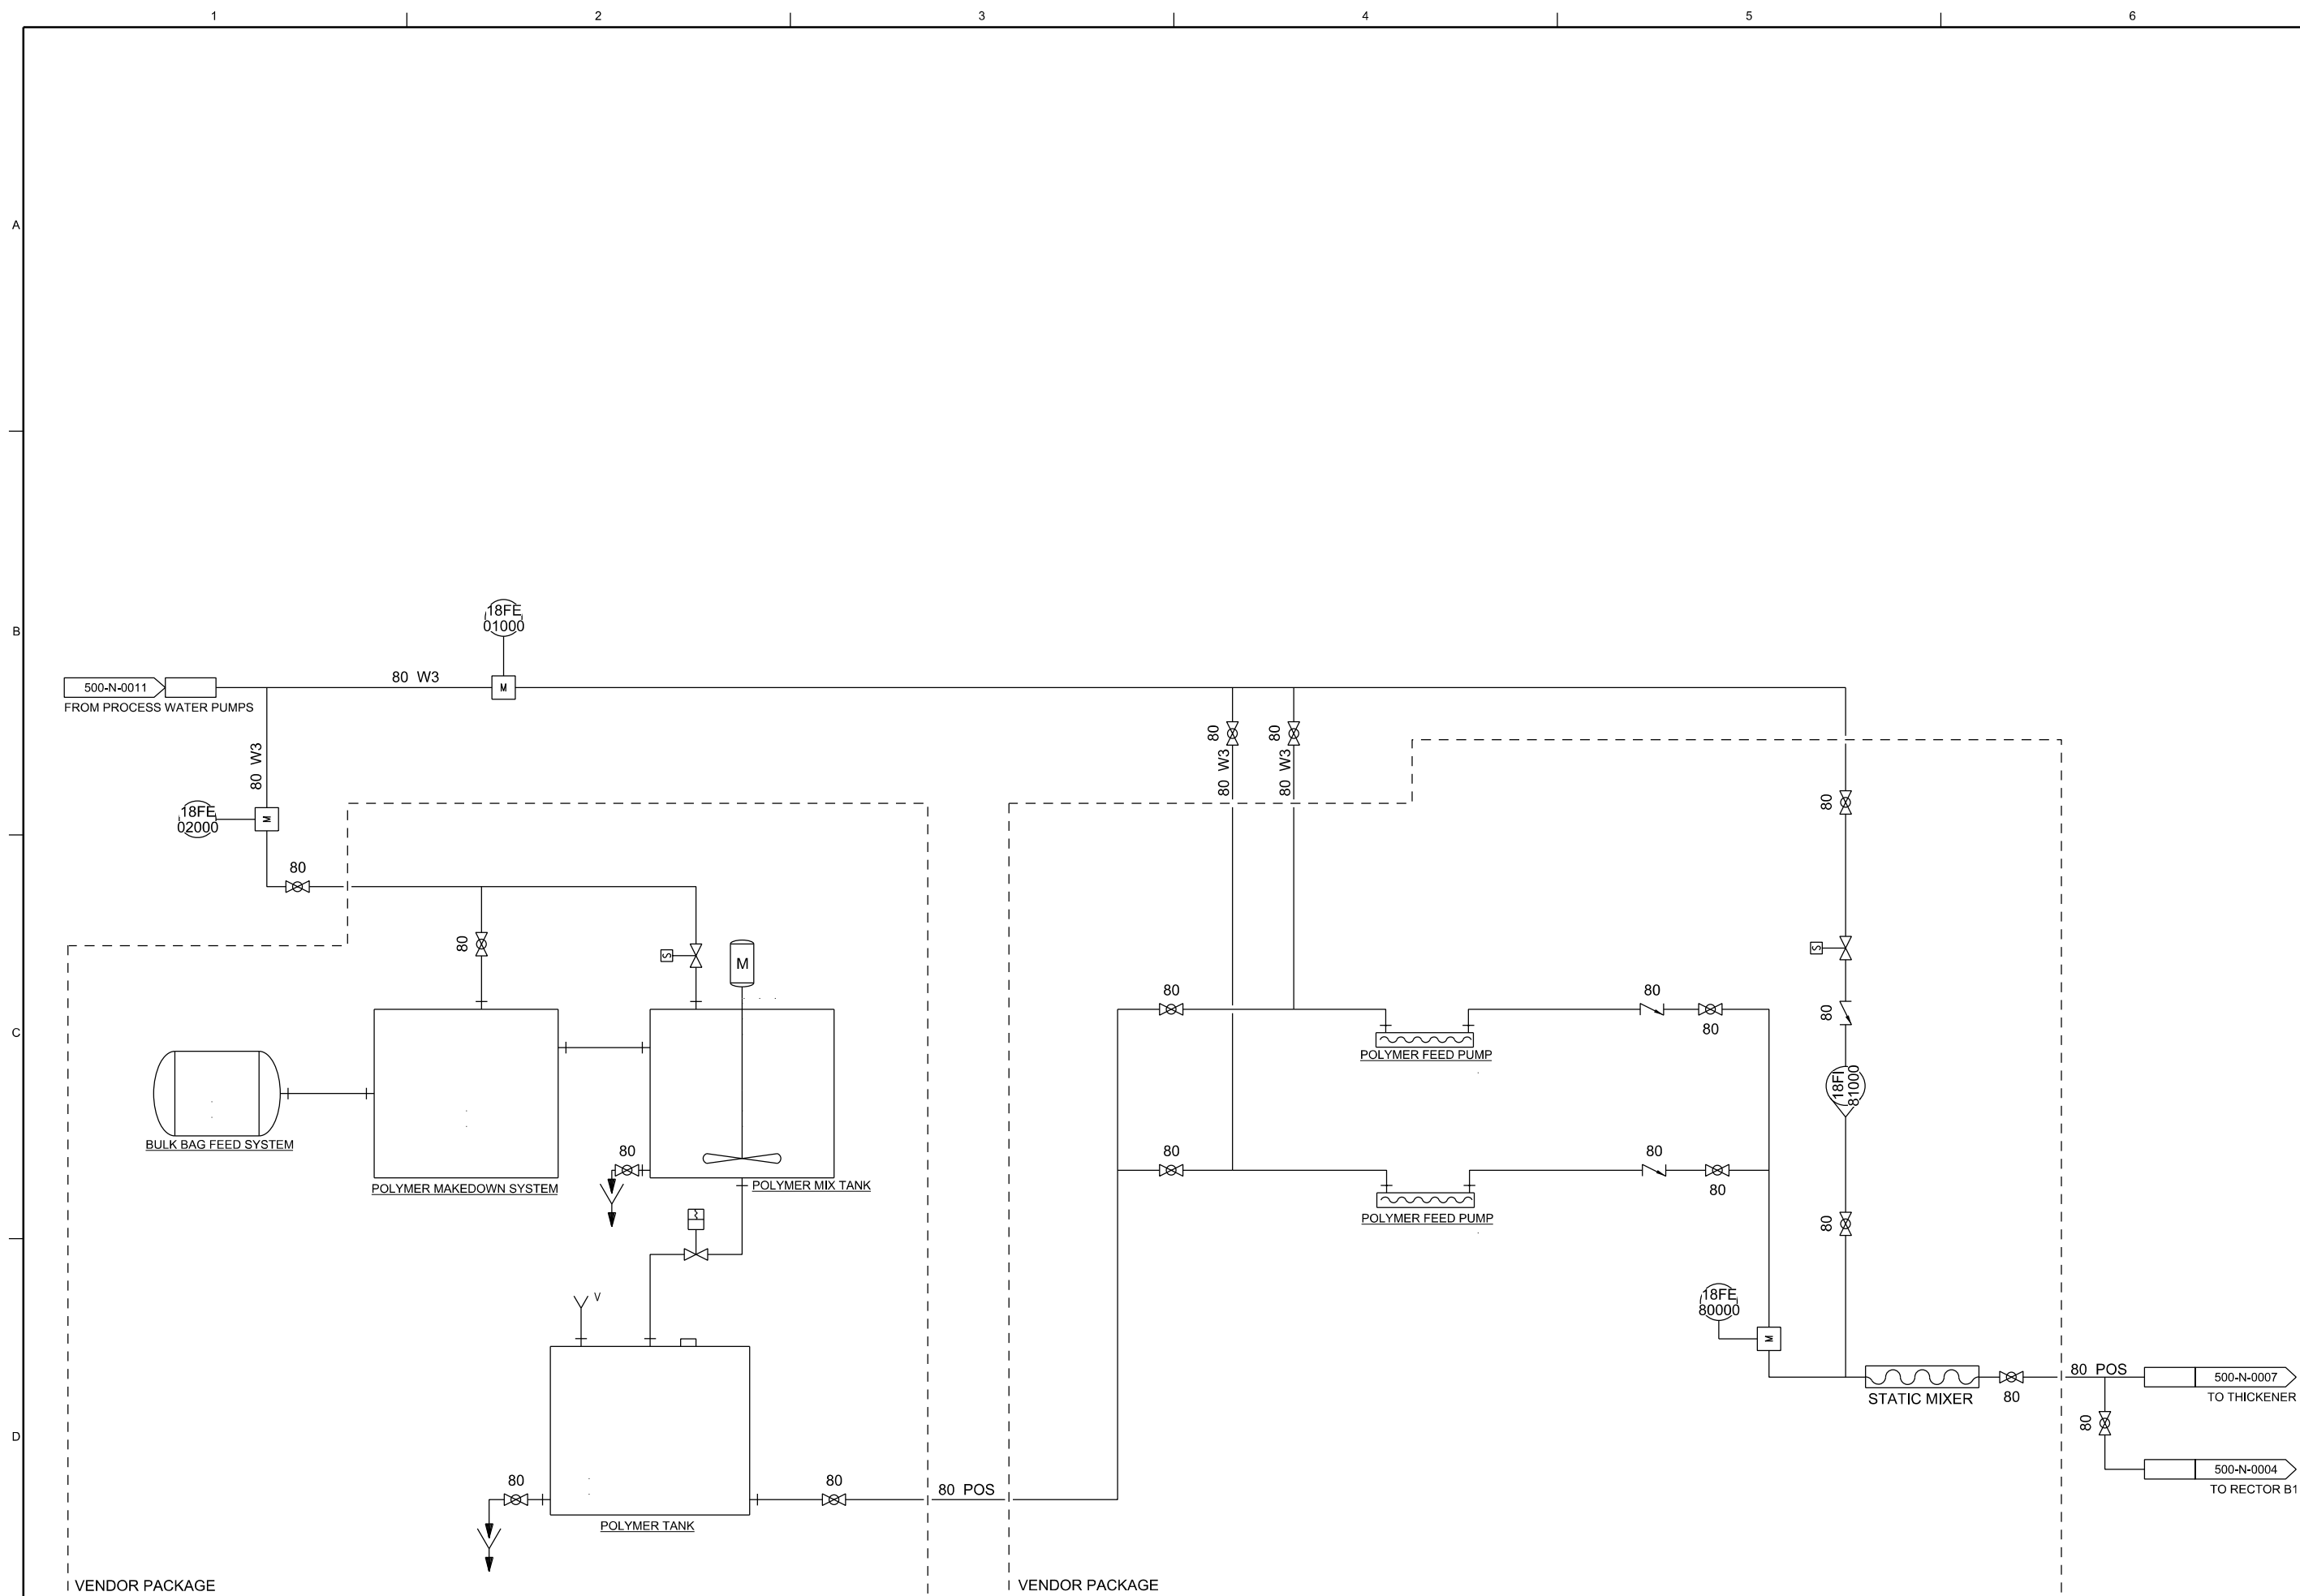 1
2
3
4
5
6
A
B
C
D
18FE
01000
80 W3
M
500-N-0011
FROM PROCESS WATER PUMPS
80 W3
18FE
02000
M
80
80
S
M
BULK BAG FEED SYSTEM
POLYMER MAKEDOWN SYSTEM
80
POLYMER MIX TANK
V
80
80
POLYMER TANK
80 POS
VENDOR PACKAGE
80
80
80 W3
80 W3
80
S
80
80
80
80
POLYMER FEED PUMP
18FI
81000
80
80
80
POLYMER FEED PUMP
80
18FE
80000
M
STATIC MIXER
80
80 POS
500-N-0007
TO THICKENER
80
500-N-0004
TO RECTOR B1
VENDOR PACKAGE